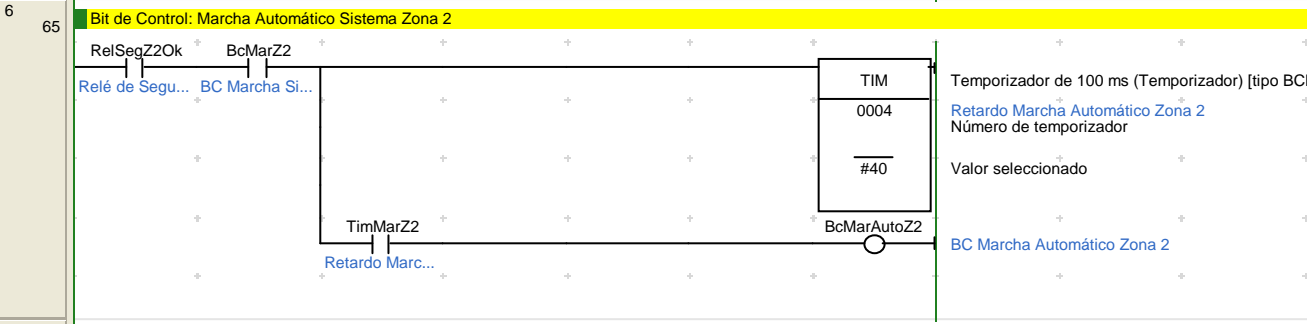 6
65
Bit de Control: Marcha Automático Sistema Zona 2
RelSegZ2Ok BcMarZ2
Relé de Segu... BC Marcha Si...
TIM
Temporizador de 100 ms (Temporizador) [tipo
0004
Retardo Marcha Automático Zona 2
Número de temporizador
#40
Valor seleccionado
TimMarZ2
BcMarAutoZ2
Retardo Marc...
BC Marcha Automático Zona 2